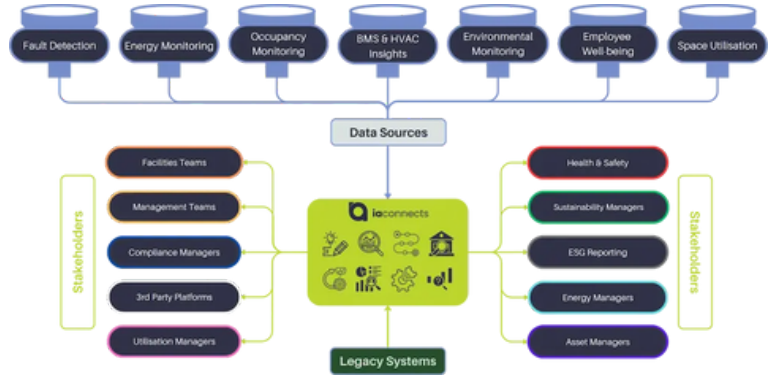 Fault Detection
Energy Monitoring
Occupancy
Monitoring
BMS & HVAC
Insights
Environmental
Monitoring
Employee
Well-being
Space Utilisation
Data Sources
Stakeholders
Facilities Teams
Management Teams
Compliance Managers
3rd Party Platforms
Utilisation Managers
iaconnects
Health & Safety
Sustainability Managers
ESG Reporting
Energy Managers
Asset Managers
Stakeholders
Legacy Systems